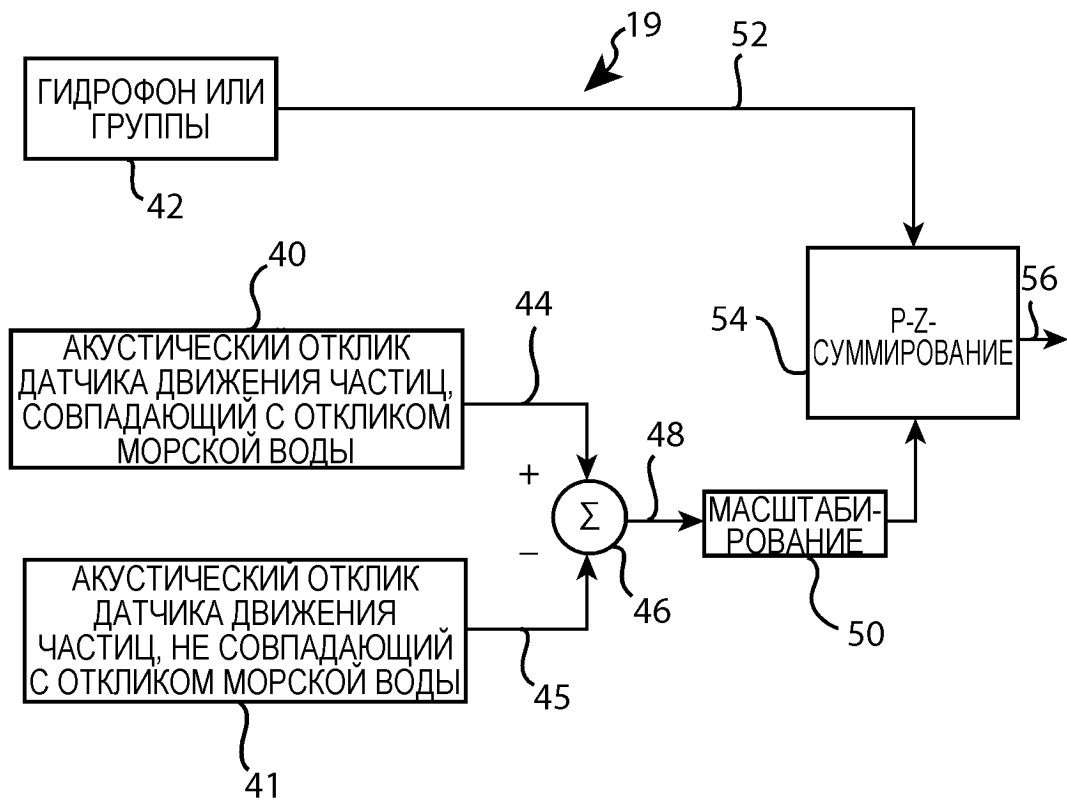 19
52
ГИДРОФОН ИЛИ
ГРУППЫ
42
40
44
АКУСТИЧЕСКИЙ ОТКЛИК
ДАТЧИКА ДВИЖЕНИЯ ЧАСТИЦ,
СОВПАДАЮЩИЙ С ОТКЛИКОМ
МОРСКОЙ ВОДЫ
54
P-Z-
СУММИРОВАНИЕ
56
+
Σ
−
48
46
МАСШТАБИ-
РОВАНИЕ
50
АКУСТИЧЕСКИЙ ОТКЛИК
ДАТЧИКА ДВИЖЕНИЯ
ЧАСТИЦ, НЕ СОВПАДАЮЩИЙ
С ОТКЛИКОМ МОРСКОЙ ВОДЫ
45
41